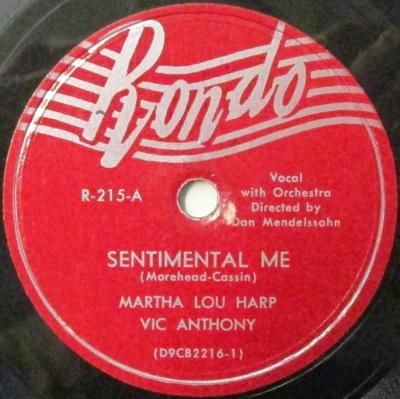 Rondo
R-215-A
Vocal
with Orchestra
Directed by
Dan Mendelssohn
SENTIMENTAL ME
(Morehead-Cassin)
MARTHA LOU HARP
VIC ANTHONY
(D9CB2216-1)